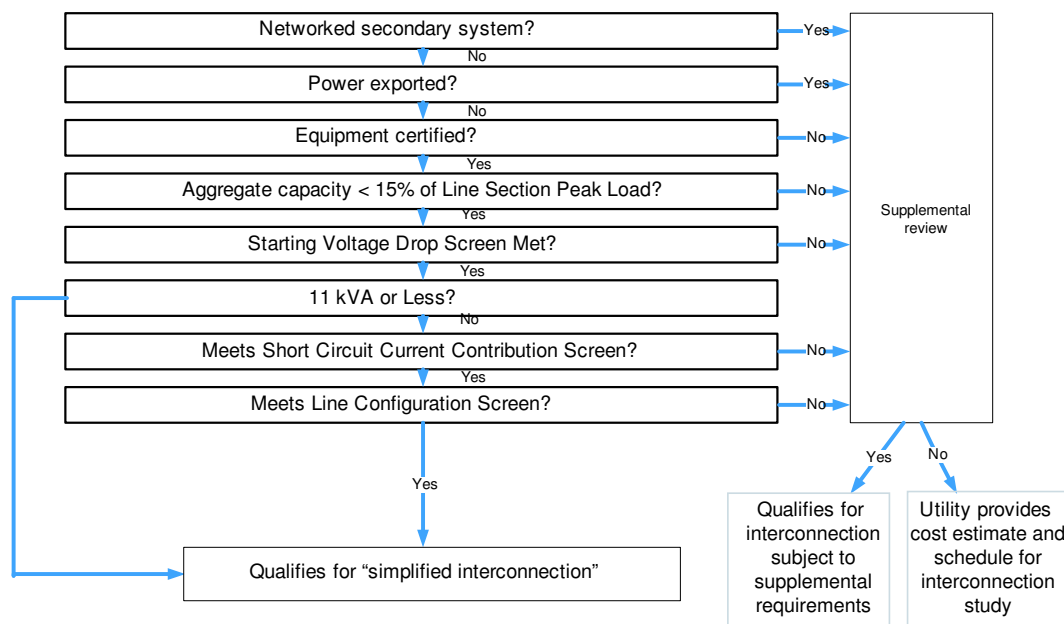 Networked secondary system?
Yes
No
Power exported?
Yes
No
Equipment certified?
No
Yes
Aggregate capacity < 15% of Line Section Peak Load?
No
Yes
Starting Voltage Drop Screen Met?
No
Yes
11 kVA or Less?
No
Meets Short Circuit Current Contribution Screen?
No
Yes
Meets Line Configuration Screen?
No
Supplemental
review
Yes
Yes
No
Qualifies for “simplified interconnection”
Qualifies for
interconnection
subject to
supplemental
requirements
Utility provides
cost estimate and
schedule for
interconnection
study